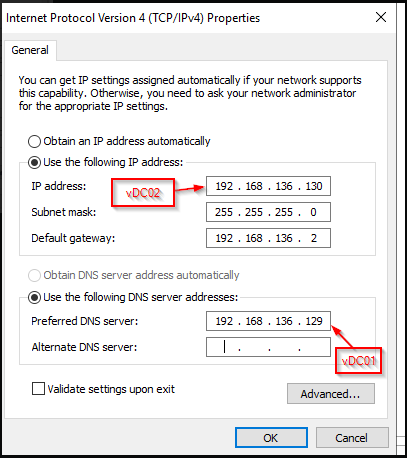 Internet Protocol Version 4 (TCP/IPv4) Properties
General
You can get IP settings assigned automatically if your network supports
this capability. Otherwise, you need to ask your network administrator
for the appropriate IP settings.
Obtain an IP address automatically
Use the following IP address:
IP address:
192 . 168 . 136 . 130
vDC02
Subnet mask:
255 . 255 . 255 . 0
Default gateway:
192 . 168 . 136 . 2
Obtain DNS server address automatically
Use the following DNS server addresses:
Preferred DNS server:
192 . 168 . 136 . 129
Alternate DNS server:
. . .
vDC01
Validate settings upon exit
Advanced...
OK
Cancel